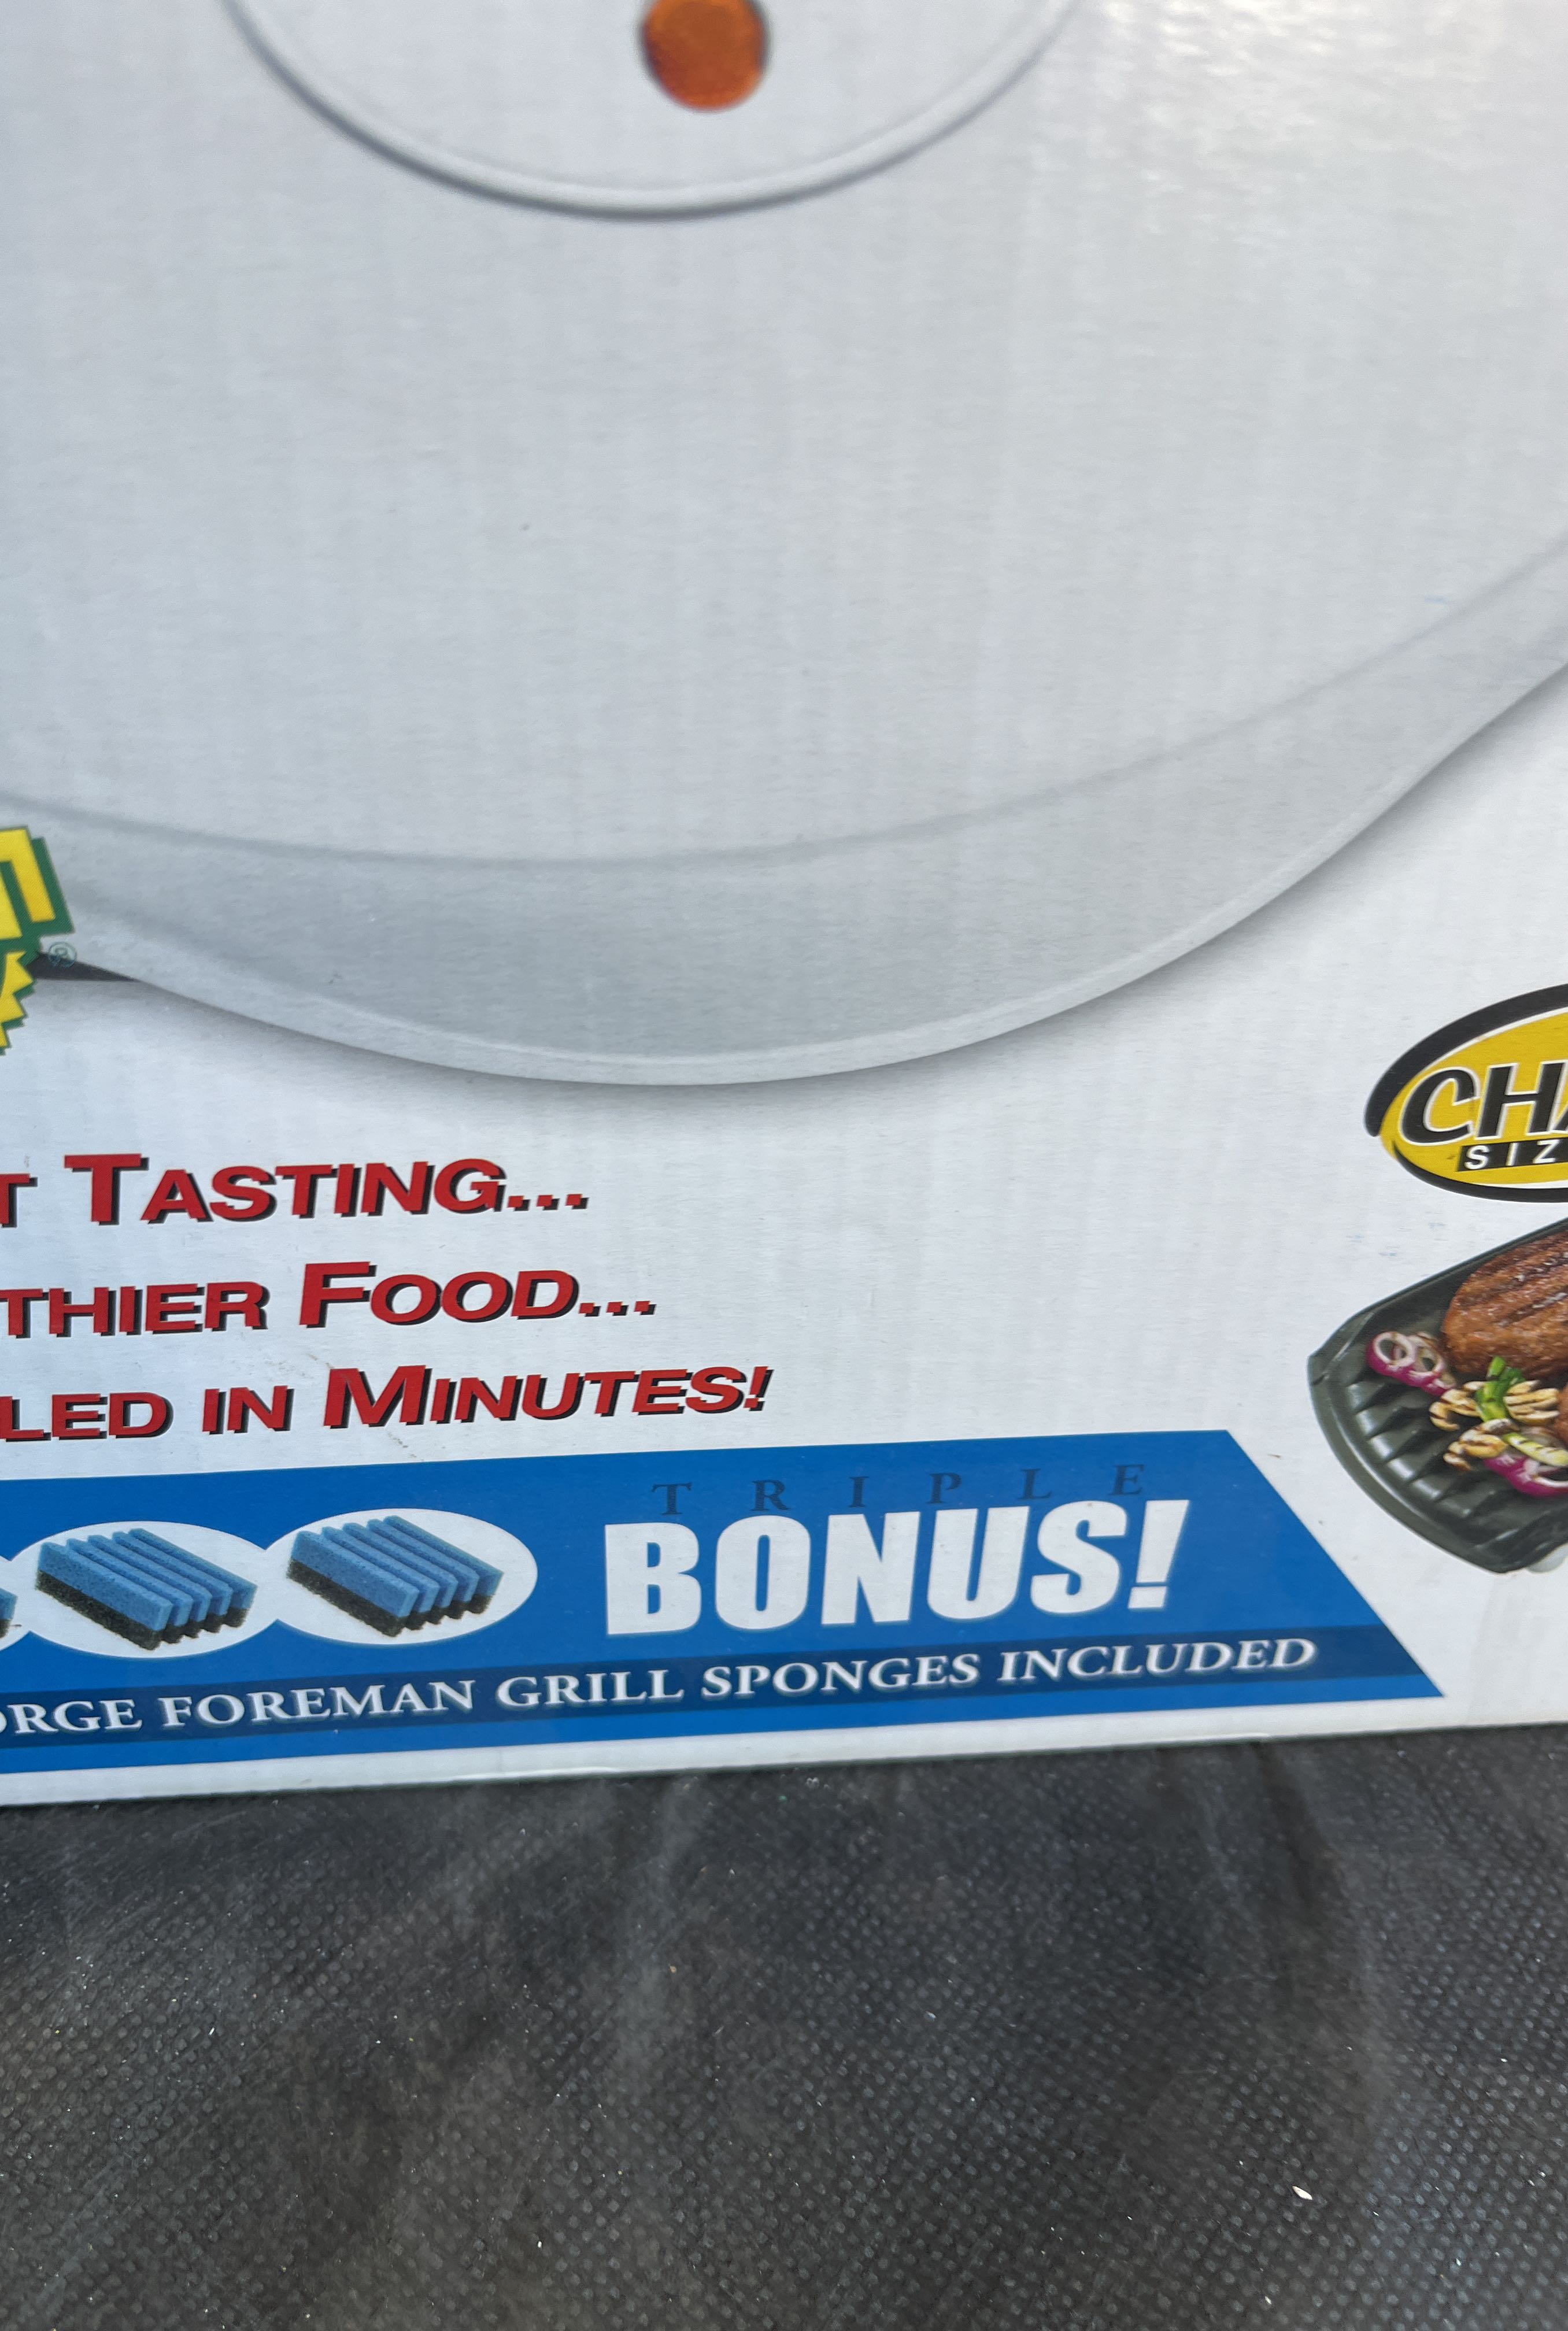 ®
T TASTING...
THIER FOOD...
LED IN MINUTES!
CHA
SIZ
TRIPLE
BONUS!
ORGE FOREMAN GRILL SPONGES INCLUDED